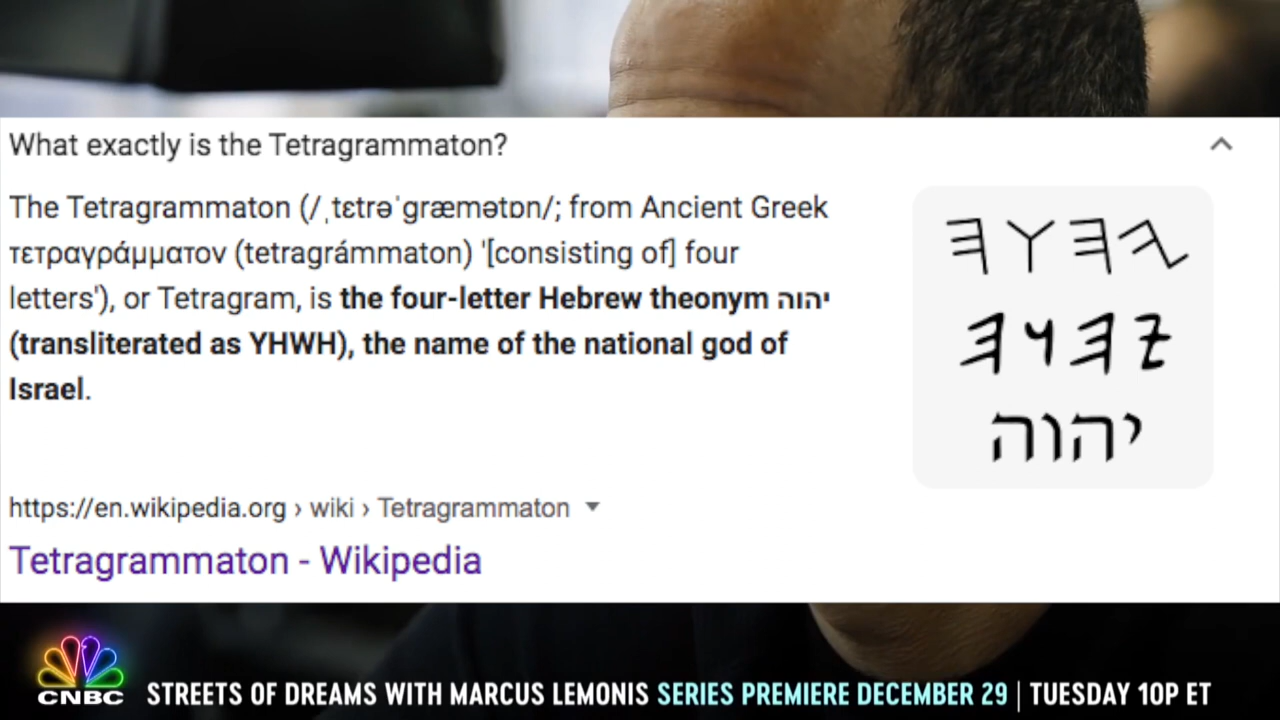 What exactly is the Tetragrammaton?
The Tetragrammaton (/ˌtɛtrəˈɡræmətɒn/; from Ancient Greek
τετραγράμματον (tetragrámmaton) '[consisting of] four
letters'), or Tetragram, is the four-letter Hebrew theonym יהוה
(transliterated as YHWH), the name of the national god of
Israel.
𐤉𐤄𐤅𐤄
𐤉𐤄𐤅𐤄
יהוה
https://en.wikipedia.org › wiki › Tetragrammaton
Tetragrammaton - Wikipedia
CNBC
STREETS OF DREAMS WITH MARCUS LEMONIS SERIES PREMIERE DECEMBER 29 | TUESDAY 10P ET